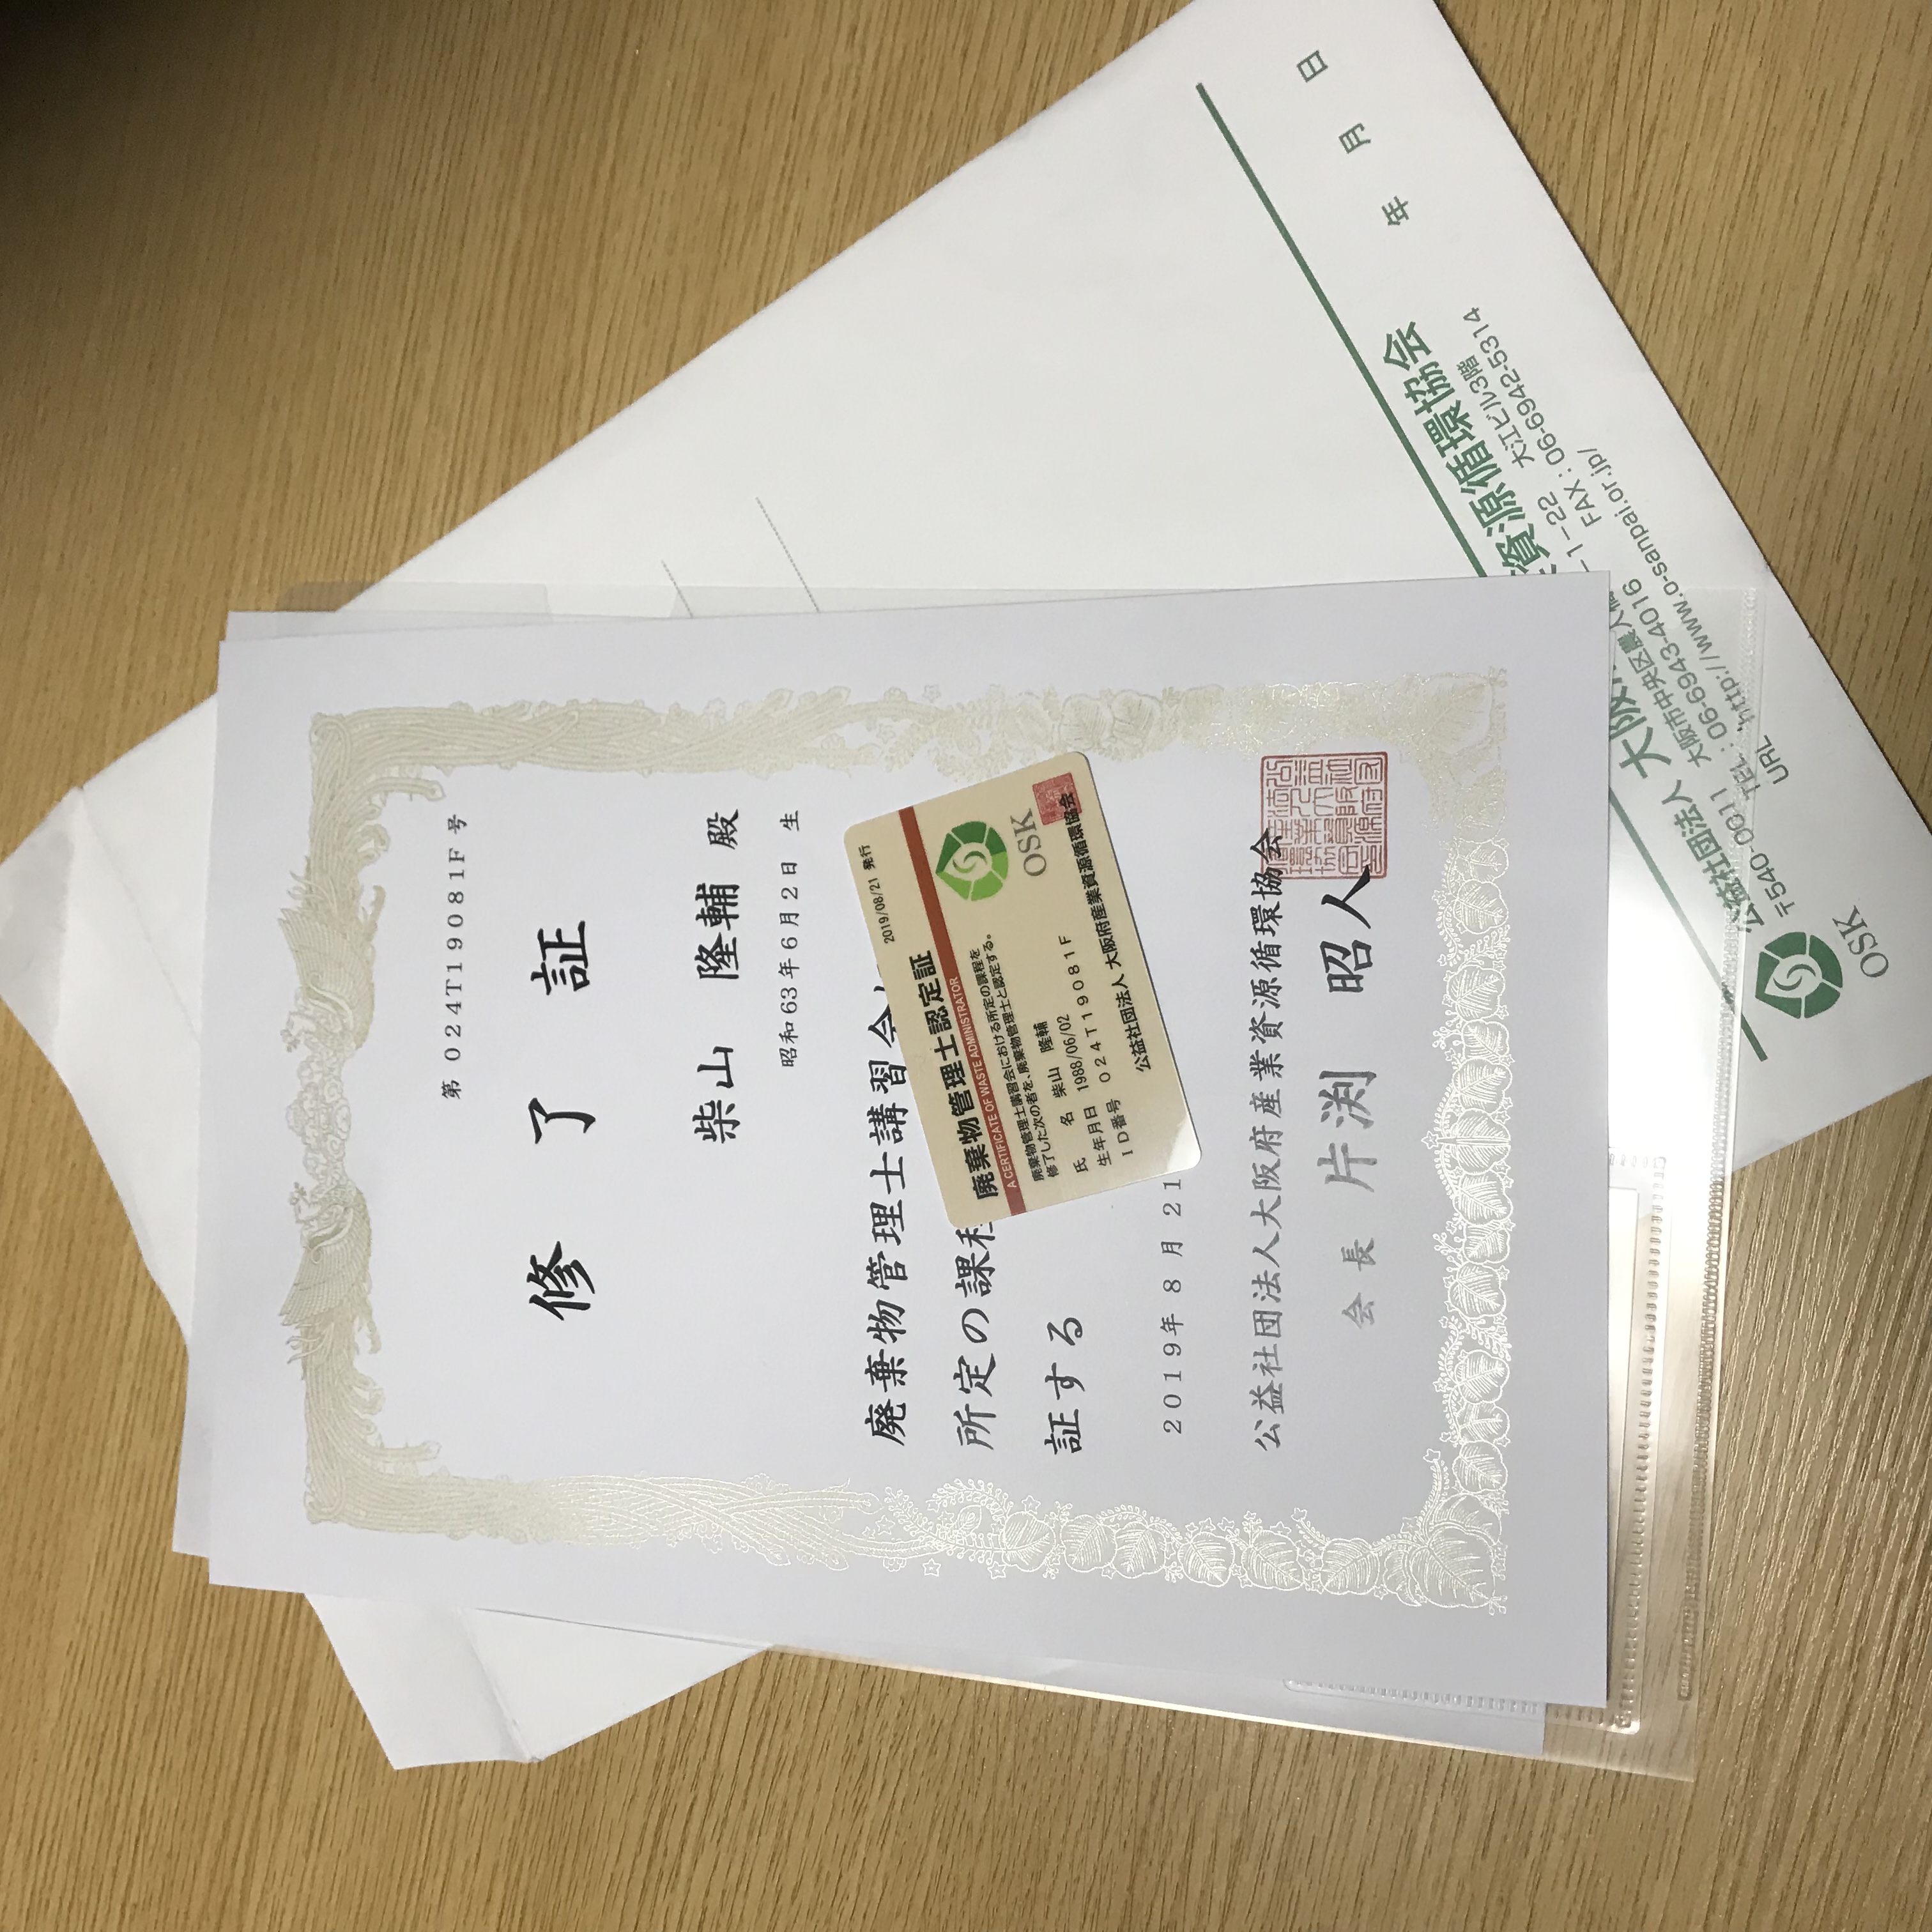 第024T19081F号
修了証
柴山 隆輔 殿
昭和63年6月2日 生
廃棄物管理士講習会
所定の課程
証する
2019年8月21
公益社団法人大阪府産業資源循環協会
会長 片渕 昭人
2019/08/21 発行
廃棄物管理士認定証
A CERTIFICATE OF WASTE ADMINISTRATOR
廃棄物管理士講習会における所定の課程を
修了した次の者を、廃棄物管理士と認定する。
氏名 柴山 隆輔
生年月日 1988/06/02
ID番号 024T19081F
公益社団法人 大阪府産業資源循環協会
OSK
年 月 日
公益社団法人 大阪 資源循環協会
〒540-0011 大阪市中央区農人橋 1-22 大江ビル3階
TEL:06-6943-4016 FAX:06-6942-5314
URL http://www.o-sanpai.or.jp/
OSK